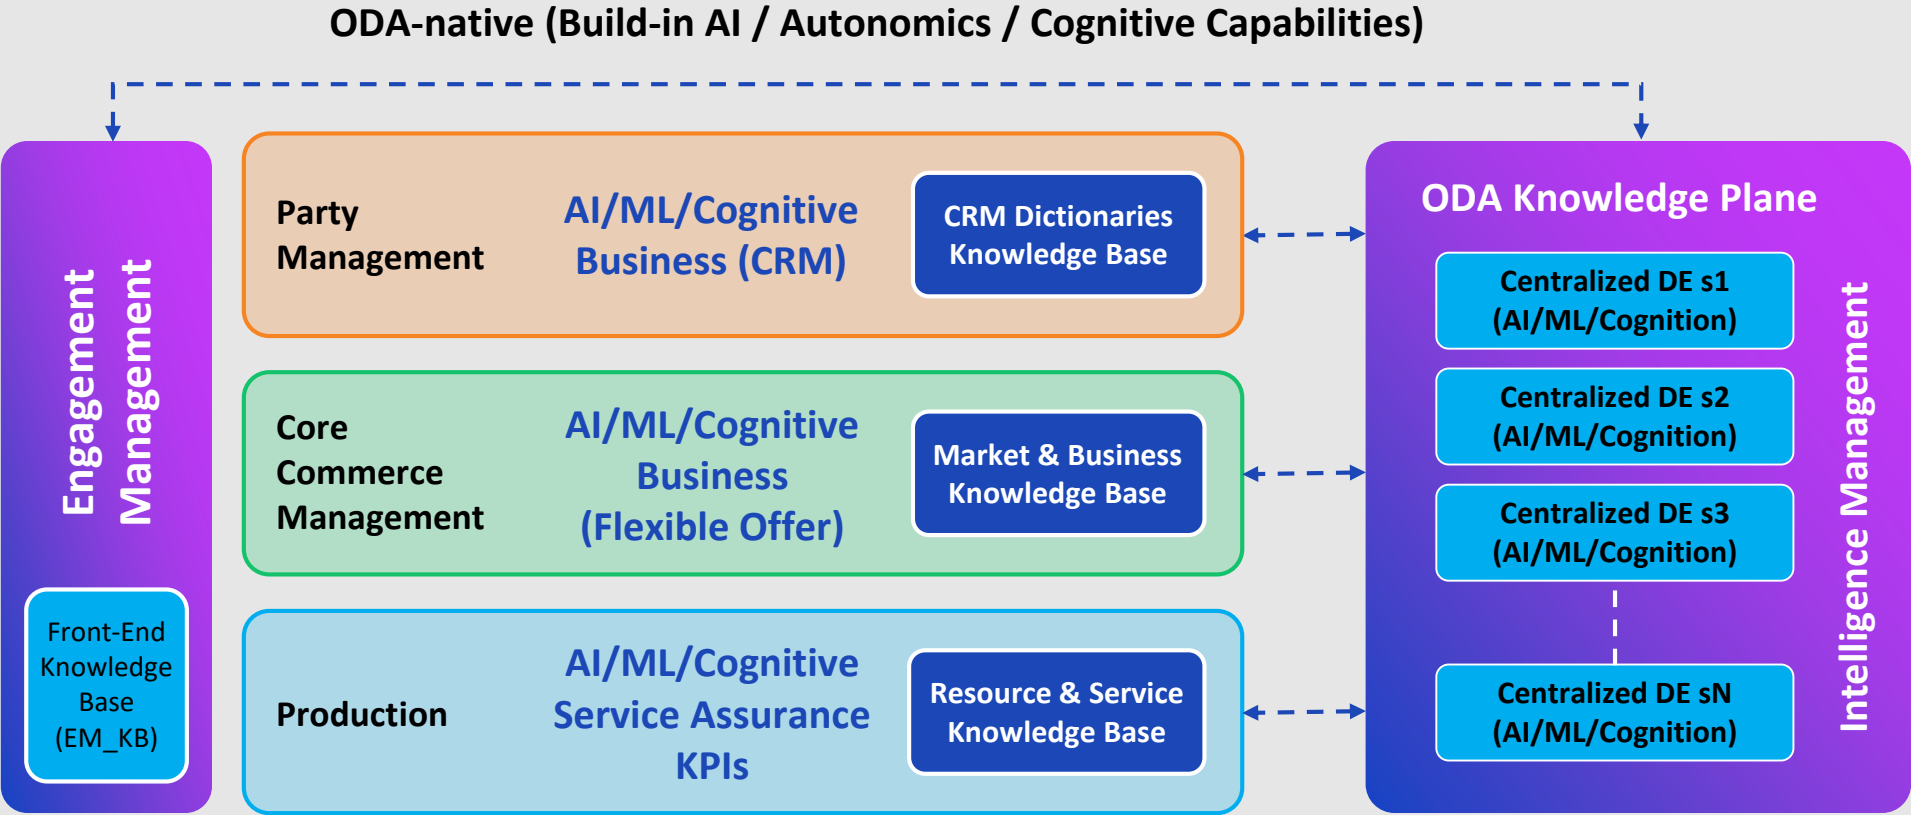 ODA-native (Build-in AI / Autonomics / Cognitive Capabilities)
Engagement
Management
Front-End
Knowledge
Base
(EM_KB)
Party
Management
AI/ML/Cognitive
Business (CRM)
CRM Dictionaries
Knowledge Base
Core
Commerce
Management
AI/ML/Cognitive
Business
(Flexible Offer)
Market & Business
Knowledge Base
Production
AI/ML/Cognitive
Service Assurance
KPIs
Resource & Service
Knowledge Base
ODA Knowledge Plane
Centralized DE s1
(AI/ML/Cognition)
Centralized DE s2
(AI/ML/Cognition)
Centralized DE s3
(AI/ML/Cognition)
Centralized DE sN
(AI/ML/Cognition)
Intelligence Management